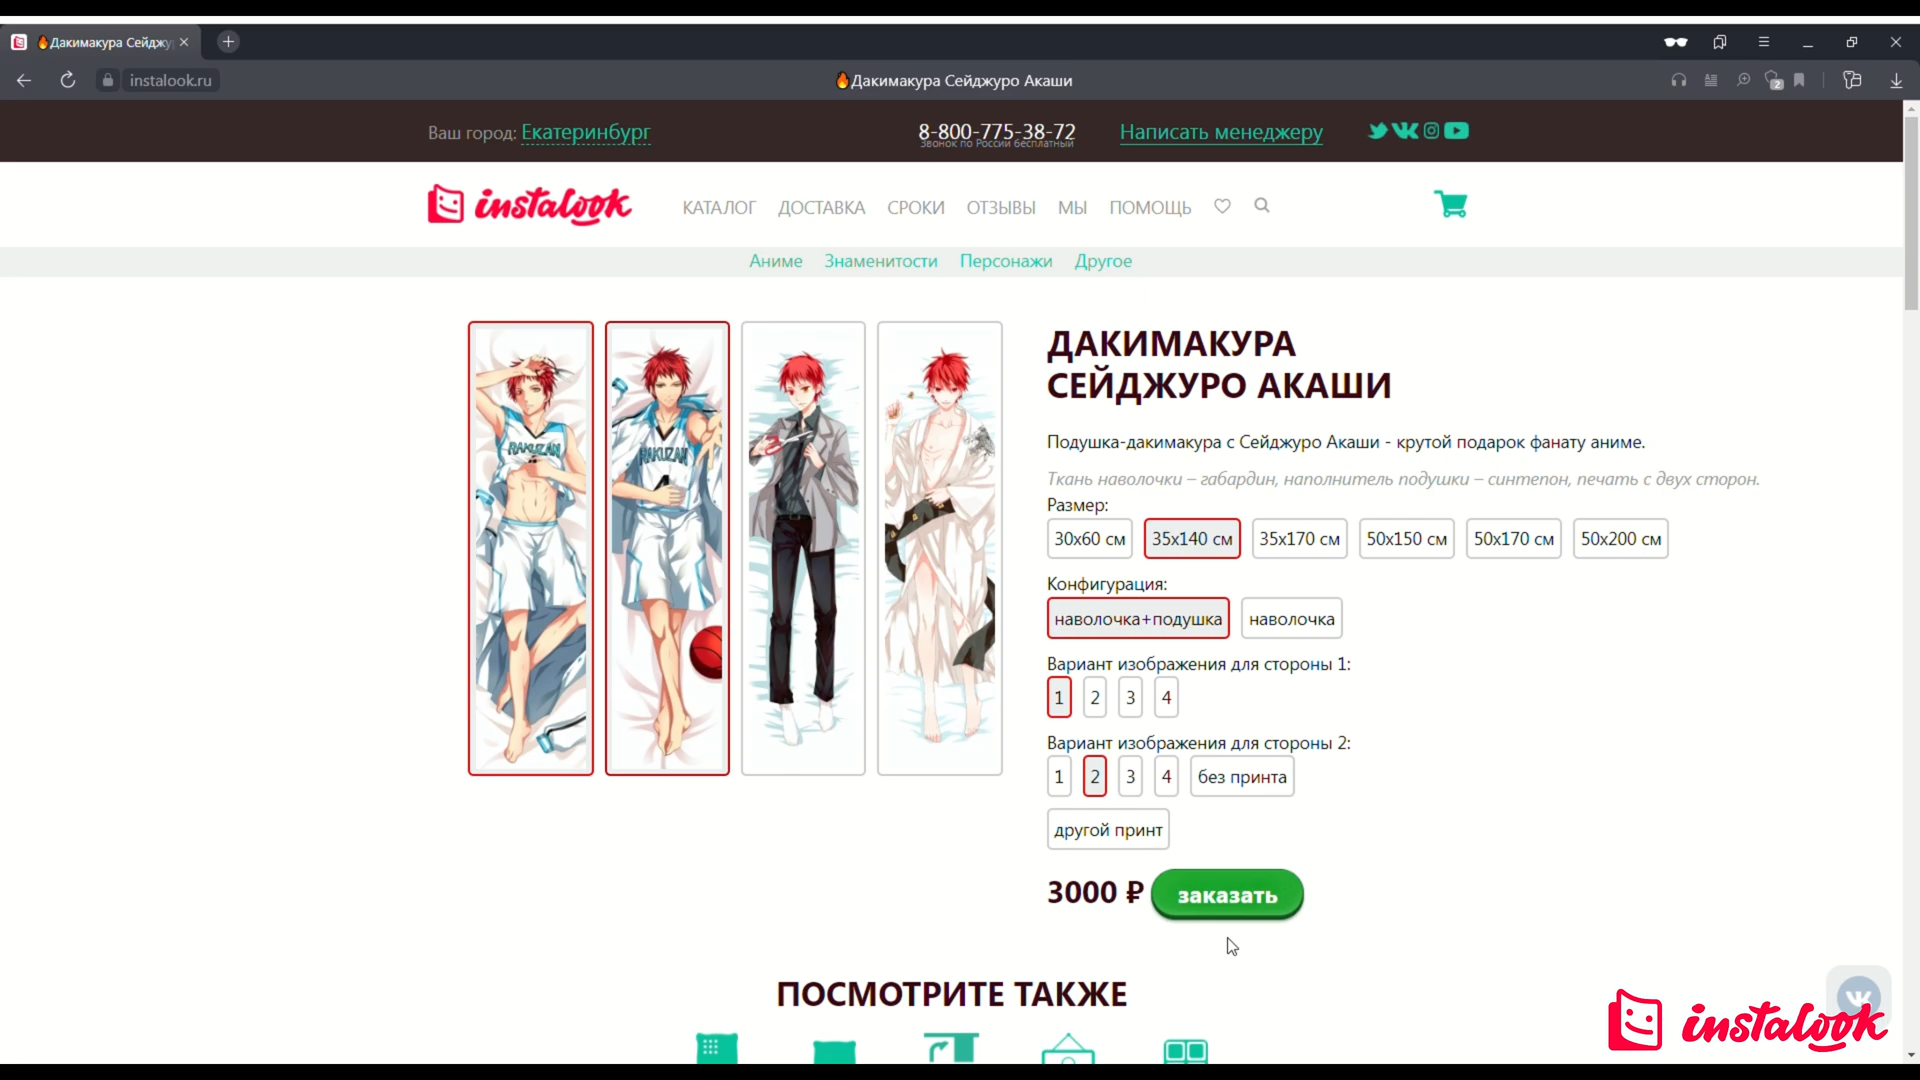 🔥Дакимакура Сейджу
instalook.ru
🔥Дакимакура Сейджуро Акаши
2
Ваш город: Екатеринбург
8-800-775-38-72
Звонок по России бесплатный
Написать менеджеру
instalook
КАТАЛОГ ДОСТАВКА СРОКИ ОТЗЫВЫ МЫ ПОМОЩЬ
Аниме Знаменитости Персонажи Другое
RAKUZAN
RAKUZAN
ДАКИМАКУРА
СЕЙДЖУРО АКАШИ
Подушка-дакимакура с Сейджуро Акаши - крутой подарок фанату аниме.
Ткань наволочки – габардин, наполнитель подушки – синтепон, печать с двух сторон.
Размер:
30x60 см 35x140 см 35x170 см 50x150 см 50x170 см 50x200 см
Конфигурация:
наволочка+подушка наволочка
Вариант изображения для стороны 1:
1 2 3 4
Вариант изображения для стороны 2:
1 2 3 4 без принта
другой принт
3000 ₽ заказать
ПОСМОТРИТЕ ТАКЖЕ
instalook